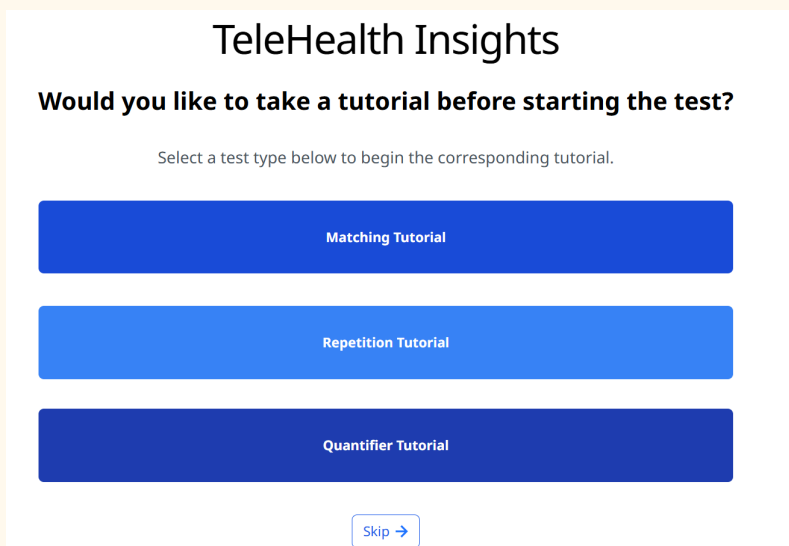 TeleHealth Insights
Would you like to take a tutorial before starting the test?
Select a test type below to begin the corresponding tutorial.
Matching Tutorial
Repetition Tutorial
Quantifier Tutorial
Skip →